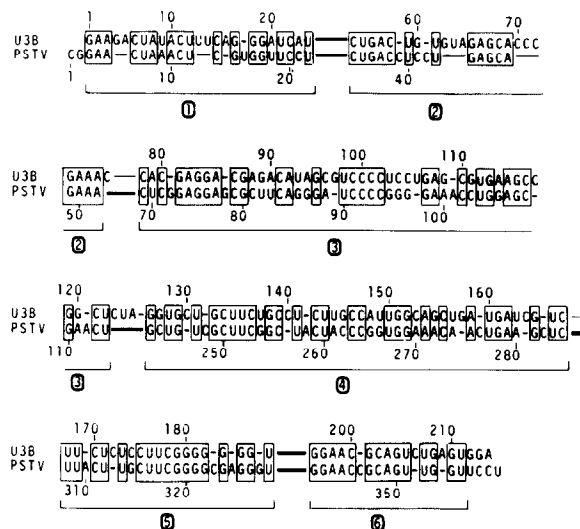 1 10 20 60 70
U3B GAAGACUAUACUUUCAG-GGAUCAU — CUGAC-UG-UGUAGAGCACCC
PSTV CGGAA—CUAAACU—C-GUGGUUCCU — CUGACCUCCU—GAGCA—
1 10 20 40
① ②
80 90 100 110
U3B GAAAC—CAC-GAGGA-CGAGACAUAGCGUCCCCUCCUGAG-CGUGAAGCC
PSTV GAAA—CUCGGAGGAGCGCUUCAGGGA-UCCCCGGG-GAAACCUGGAGC-
50 70 80 90 100
② ③
120 130 140 150 160
U3B GG-CUCUA-GGUGCU-GCUUCUGCCU-CUUGCCAUUGGCAGCUGA-UGAUCG-UC—
PSTV GAACU—GCUG-UCGCUUCGGC-UACUACCCGGUGGAAACA-ACUGAA-GCUC—
110 250 260 270 280
③ ④
170 180 200 210
U3B UU-CUCUCCUUCGGGG-G-GG-U — GGAAC-GCAGUCUGAGUGGA
PSTV UUACU-UGCUUCGGGGCGAGGGU — GGAACCGCAGU-UG-GUUCCU
310 320 350
⑤ ⑥